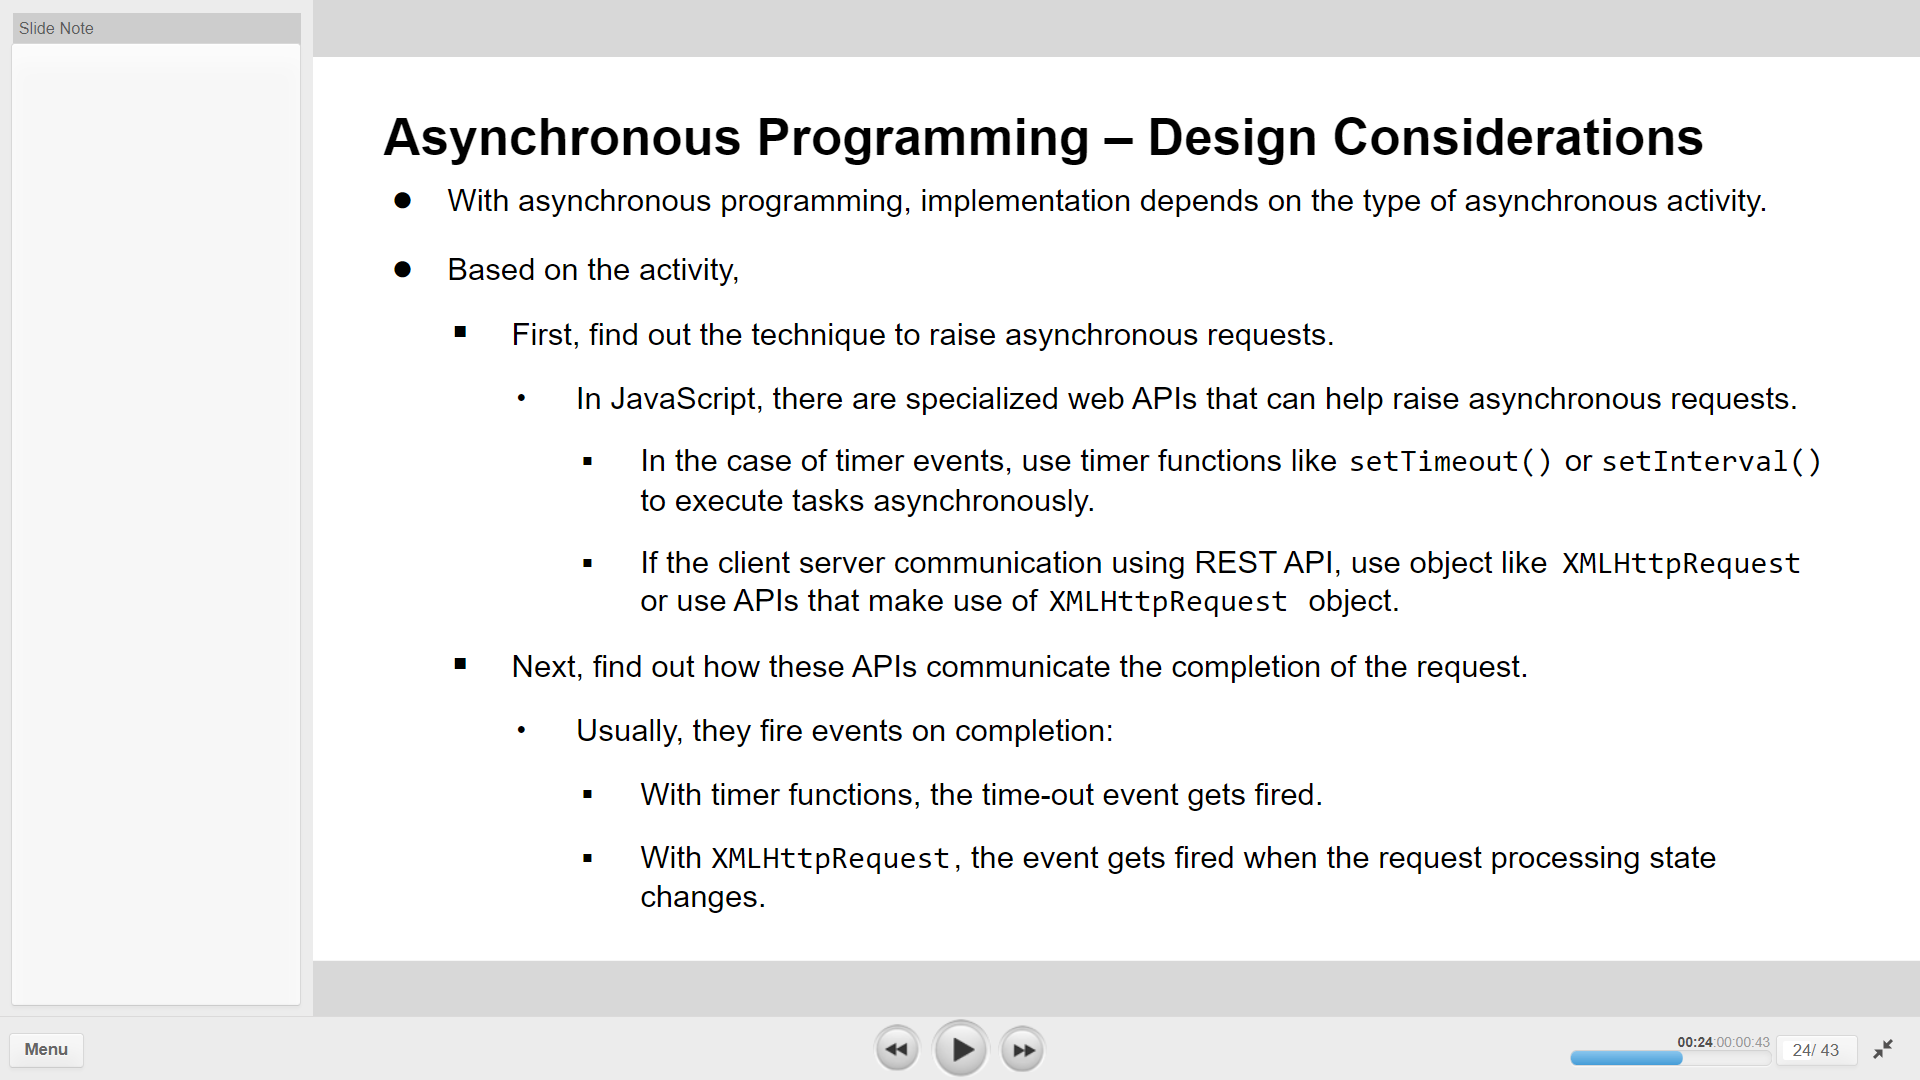 Slide Note
Asynchronous Programming – Design Considerations
● With asynchronous programming, implementation depends on the type of asynchronous activity.
● Based on the activity,
▪ First, find out the technique to raise asynchronous requests.
• In JavaScript, there are specialized web APIs that can help raise asynchronous requests.
▪ In the case of timer events, use timer functions like setTimeout() or setInterval()
to execute tasks asynchronously.
▪ If the client server communication using REST API, use object like XMLHttpRequest
or use APIs that make use of XMLHttpRequest object.
▪ Next, find out how these APIs communicate the completion of the request.
• Usually, they fire events on completion:
▪ With timer functions, the time-out event gets fired.
▪ With XMLHttpRequest, the event gets fired when the request processing state
changes.
Menu
00:24:00:00:43
24/ 43